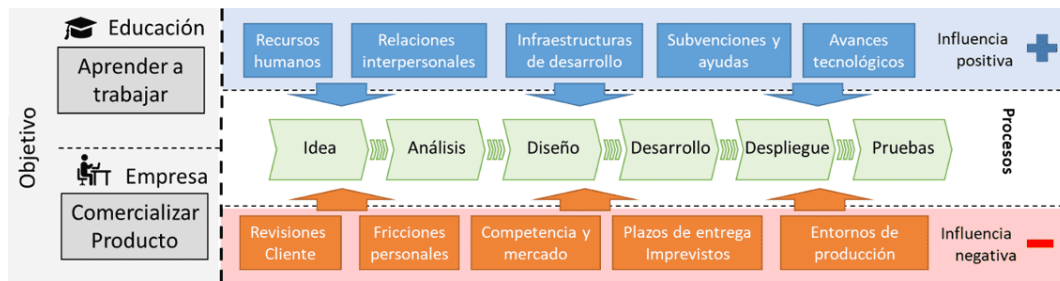 Objetivo
Educación
Aprender a
trabajar
Empresa
Comercializar
Producto
Recursos
humanos
Relaciones
interpersonales
Infraestructuras
de desarrollo
Subvenciones y
ayudas
Avances
tecnológicos
Influencia
positiva
Idea
Análisis
Diseño
Desarrollo
Despliegue
Pruebas
Procesos
Revisiones
Cliente
Fricciones
personales
Competencia y
mercado
Plazos de entrega
Imprevistos
Entornos de
producción
Influencia
negativa